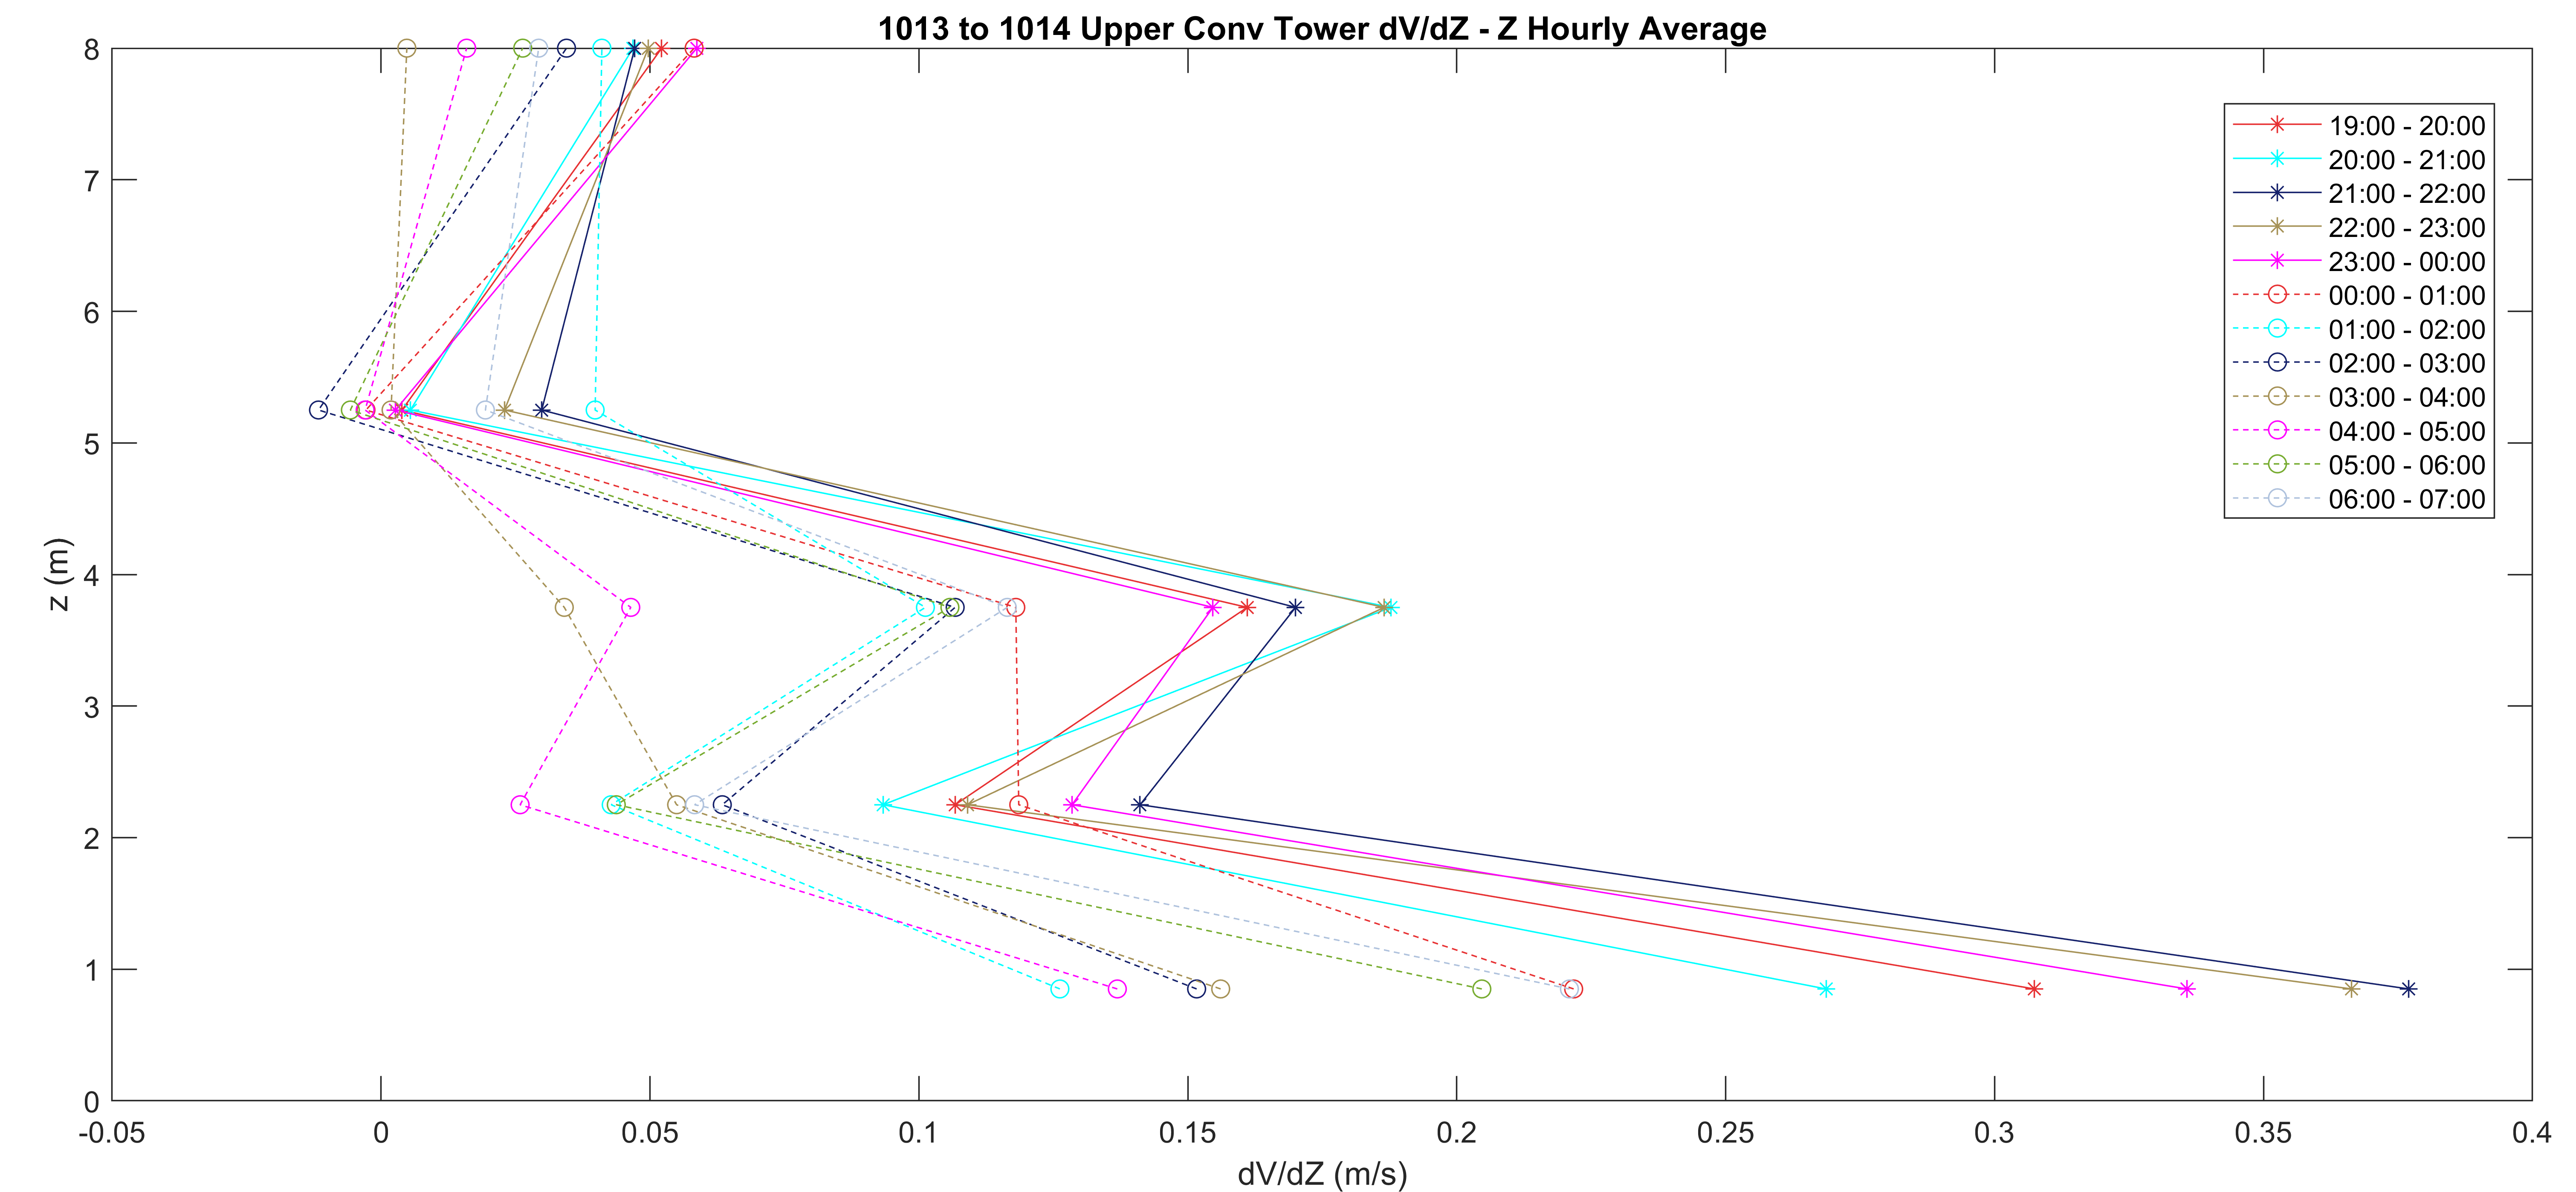 1013 to 1014 Upper Conv Tower dV/dZ - Z Hourly Average
8
7
6
5
4
3
2
1
0
z (m)
19:00 - 20:00
20:00 - 21:00
21:00 - 22:00
22:00 - 23:00
23:00 - 00:00
00:00 - 01:00
01:00 - 02:00
02:00 - 03:00
03:00 - 04:00
04:00 - 05:00
05:00 - 06:00
06:00 - 07:00
-0.05 0 0.05 0.1 0.15 0.2 0.25 0.3 0.35 0.4
dV/dZ (m/s)